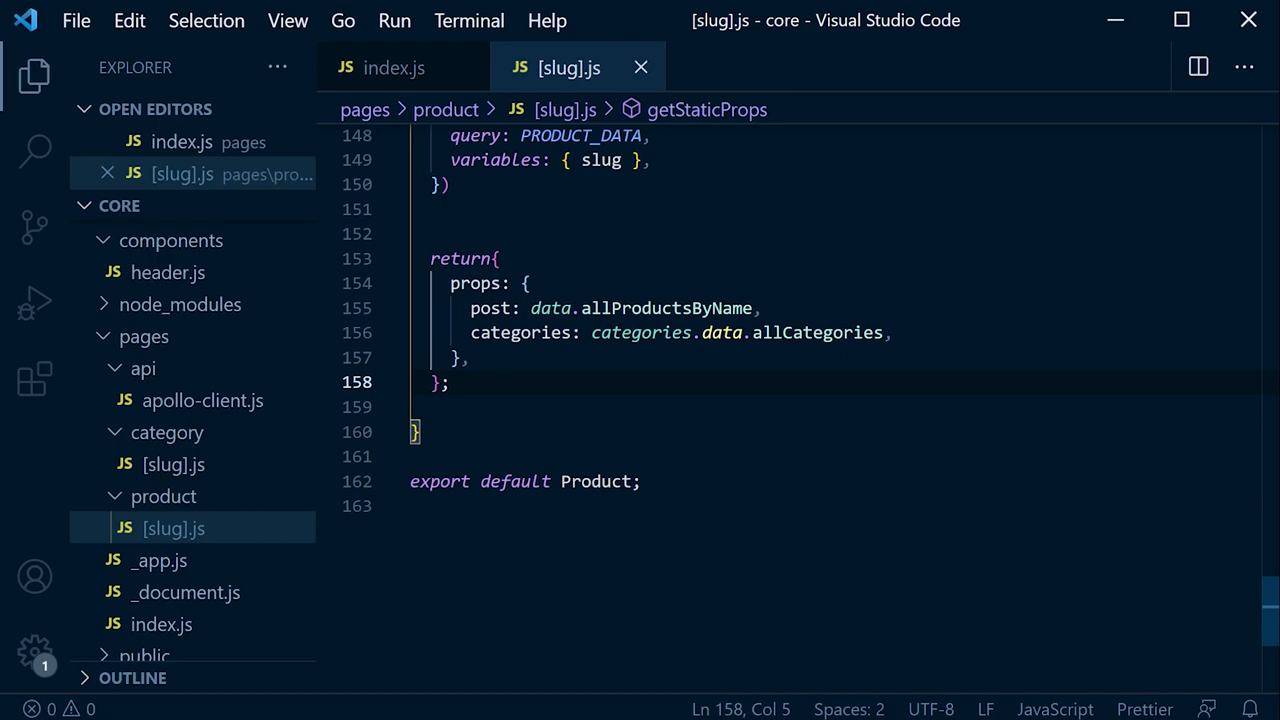 File Edit Selection View Go Run Terminal Help [slug].js - core - Visual Studio Code
EXPLORER ···
OPEN EDITORS
JS index.js pages
JS [slug].js pages\pro...
CORE
components
JS header.js
node_modules
pages
api
JS apollo-client.js
category
JS [slug].js
product
JS [slug].js
JS _app.js
JS _document.js
JS index.js
public
OUTLINE
1
JS index.js JS [slug].js
pages > product > JS [slug].js > getStaticProps
148 query: PRODUCT_DATA,
149 variables: { slug },
150 })
151
152
153 return{
154 props: {
155 post: data.allProductsByName,
156 categories: categories.data.allCategories,
157 },
158 };
159
160 }
161
162 export default Product;
163
0 0 Ln 158, Col 5 Spaces: 2 UTF-8 LF JavaScript Prettier